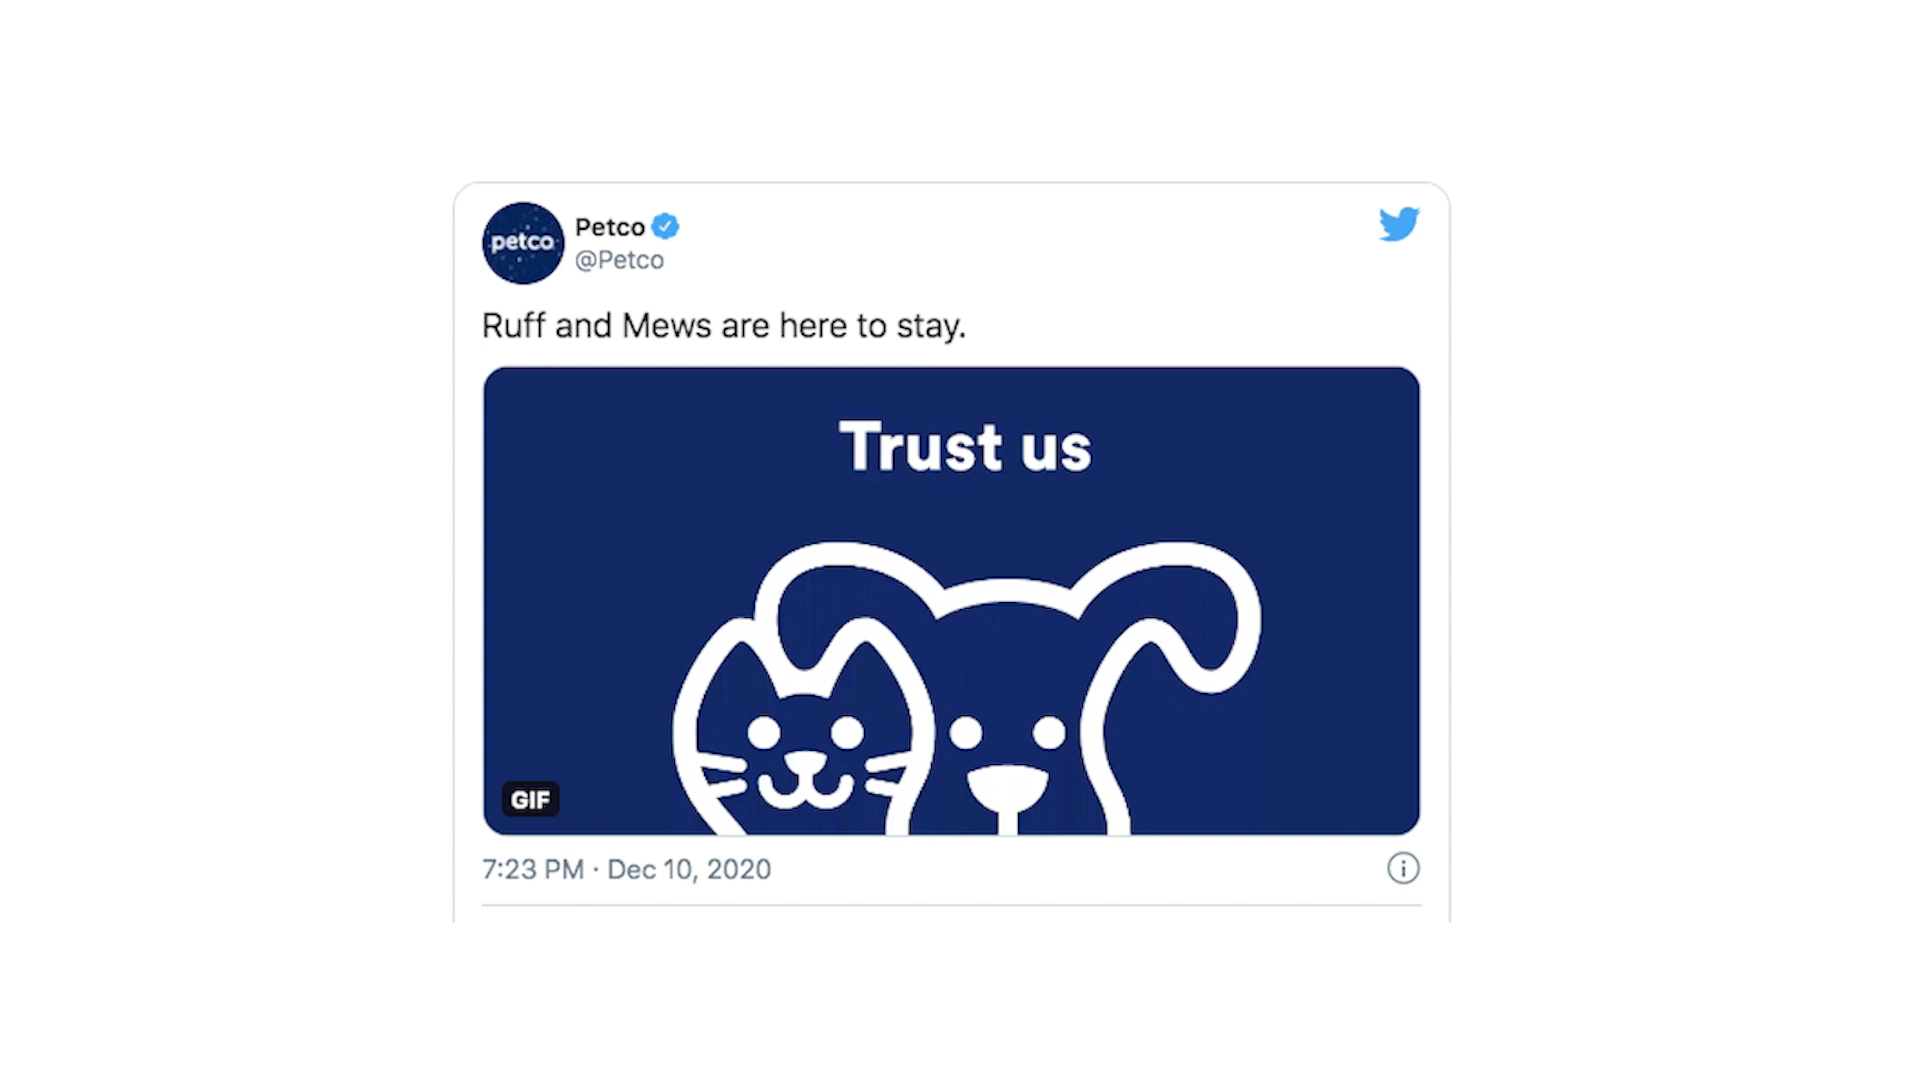 petco
Petco
@Petco
Ruff and Mews are here to stay.
Trust us
GIF
7:23 PM · Dec 10, 2020